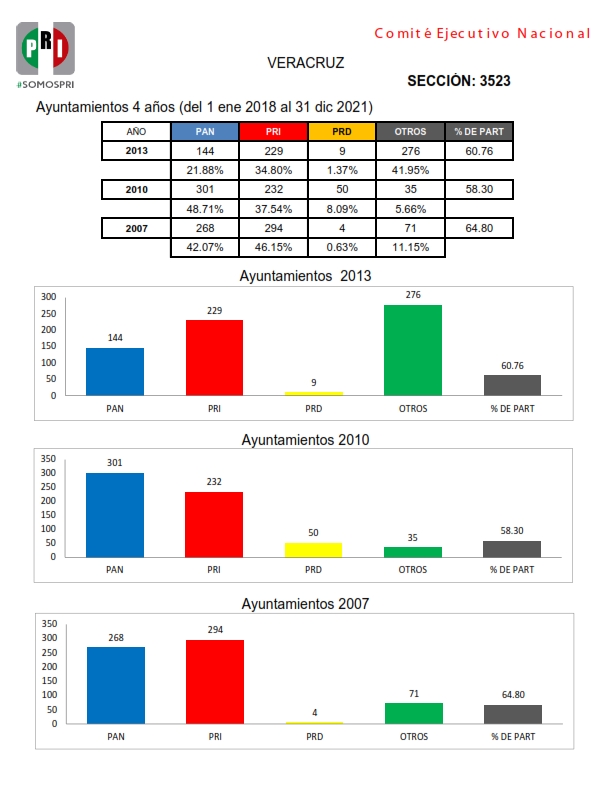 Comité Ejecutivo Nacional
PRI
#SOMOSPRI
VERACRUZ
SECCIÓN: 3523
Ayuntamientos 4 años (del 1 ene 2018 al 31 dic 2021)
AÑO PAN PRI PRD OTROS % DE PART
2013 144 229 9 276 60.76
21.88% 34.80% 1.37% 41.95%
2010 301 232 50 35 58.30
48.71% 37.54% 8.09% 5.66%
2007 268 294 4 71 64.80
42.07% 46.15% 0.63% 11.15%
Ayuntamientos 2013
300
250
200
150
100
50
0
144 229 9 276 60.76
PAN PRI PRD OTROS % DE PART
Ayuntamientos 2010
350
300
250
200
150
100
50
0
301 232 50 35 58.30
PAN PRI PRD OTROS % DE PART
Ayuntamientos 2007
350
300
250
200
150
100
50
0
268 294 4 71 64.80
PAN PRI PRD OTROS % DE PART